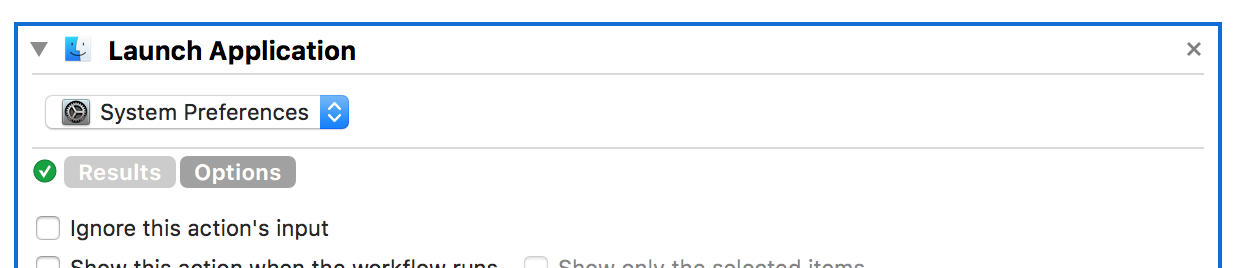 Launch Application
System Preferences
Results Options
Ignore this action's input
Show this action when the workflow runs Show only the selected items